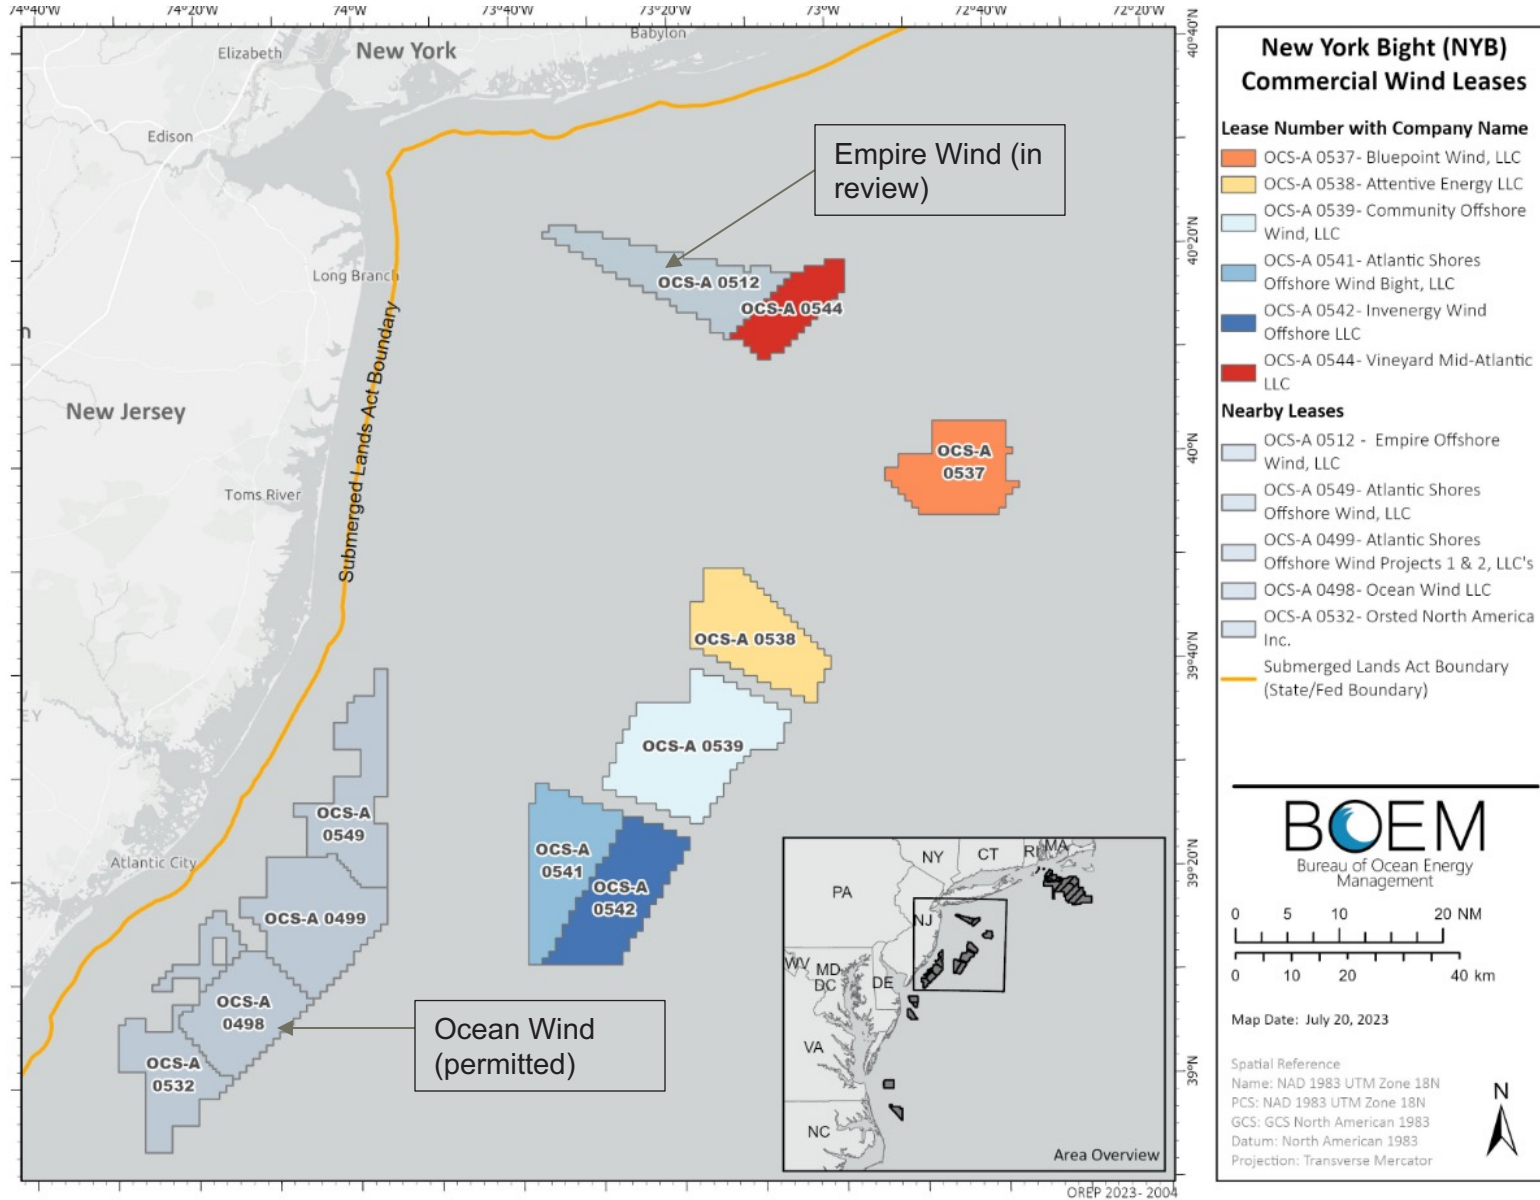 74°40'W
74°20'W
74°0'W
73°40'W
73°20'W
73°0'W
72°40'W
72°20'W
Elizabeth
New York
Babylon
40°40'N
Edison
Empire Wind (in
review)
40°20'N
Long Branch
OCS-A 0512
OCS-A 0544
n
Submerged Lands Act Boundary
New Jersey
40°N
OCS-A
0537
Toms River
OCS-A 0538
39°40'N
EY
OCS-A 0539
OCS-A
0549
OCS-A
0541
Atlantic City
39°20'N
OCS-A
0542
OCS-A 0499
OCS-A
0498
Ocean Wind
(permitted)
OCS-A
0532
39°N
NY
CT
RI
MA
PA
NJ
WV
MD
DC
DE
VA
NC
Area Overview
OREP 2023- 2004
New York Bight (NYB)
Commercial Wind Leases
Lease Number with Company Name
OCS-A 0537- Bluepoint Wind, LLC
OCS-A 0538- Attentive Energy LLC
OCS-A 0539- Community Offshore
Wind, LLC
OCS-A 0541- Atlantic Shores
Offshore Wind Bight, LLC
OCS-A 0542- Invenergy Wind
Offshore LLC
OCS-A 0544- Vineyard Mid-Atlantic
LLC
Nearby Leases
OCS-A 0512 - Empire Offshore
Wind, LLC
OCS-A 0549- Atlantic Shores
Offshore Wind, LLC
OCS-A 0499- Atlantic Shores
Offshore Wind Projects 1 & 2, LLC's
OCS-A 0498- Ocean Wind LLC
OCS-A 0532- Orsted North America
Inc.
Submerged Lands Act Boundary
(State/Fed Boundary)
BOEM
Bureau of Ocean Energy
Management
0 5 10 20 NM
0 10 20 40 km
Map Date: July 20, 2023
Spatial Reference
Name: NAD 1983 UTM Zone 18N
PCS: NAD 1983 UTM Zone 18N
GCS: GCS North American 1983
Datum: North American 1983
Projection: Transverse Mercator
N